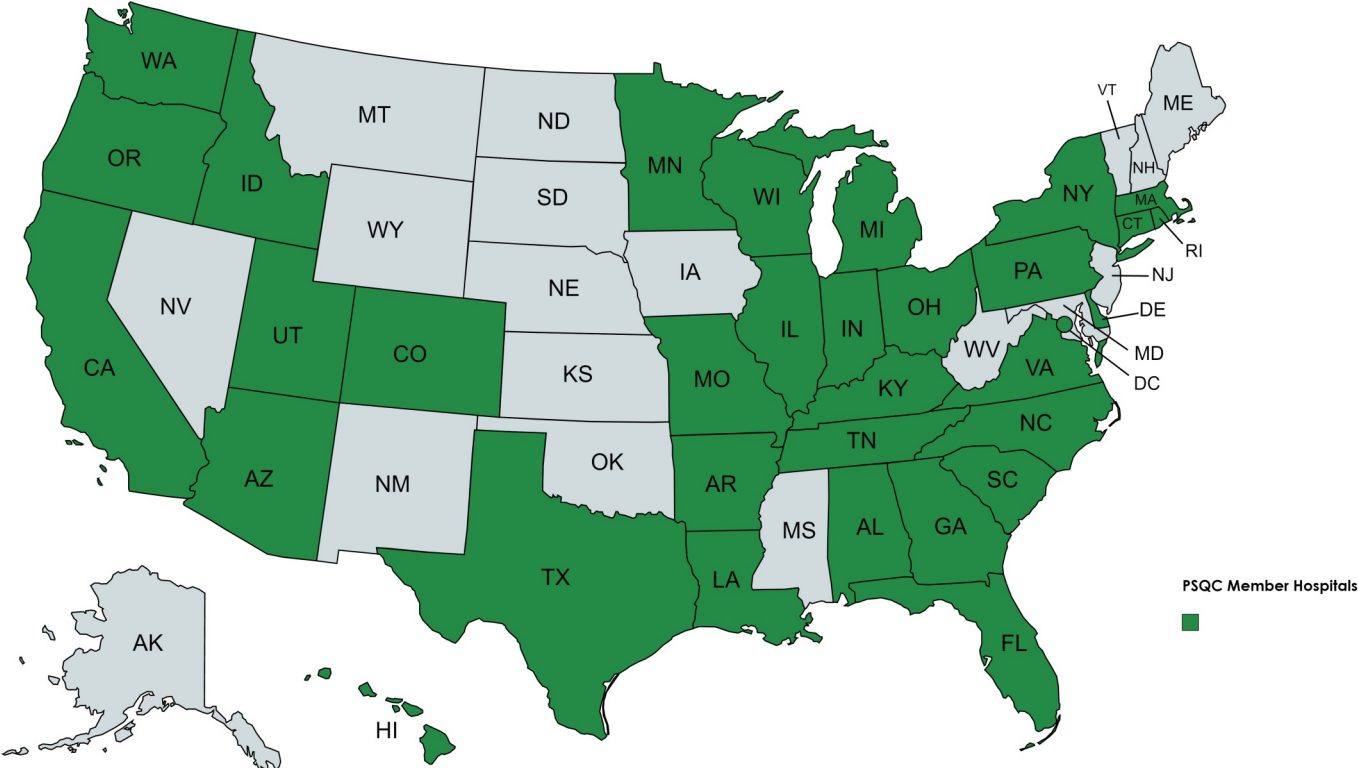 WA
MT
ND
MN
VT
ME
OR
ID
SD
WI
NH
NY
MA
WY
MI
CT
RI
IA
PA
NJ
NV
NE
OH
DE
UT
CO
IL
IN
WV
MD
CA
KS
MO
KY
VA
DC
NC
TN
OK
AZ
NM
AR
SC
MS
AL
GA
TX
LA
PSQC Member Hospitals
AK
FL
HI